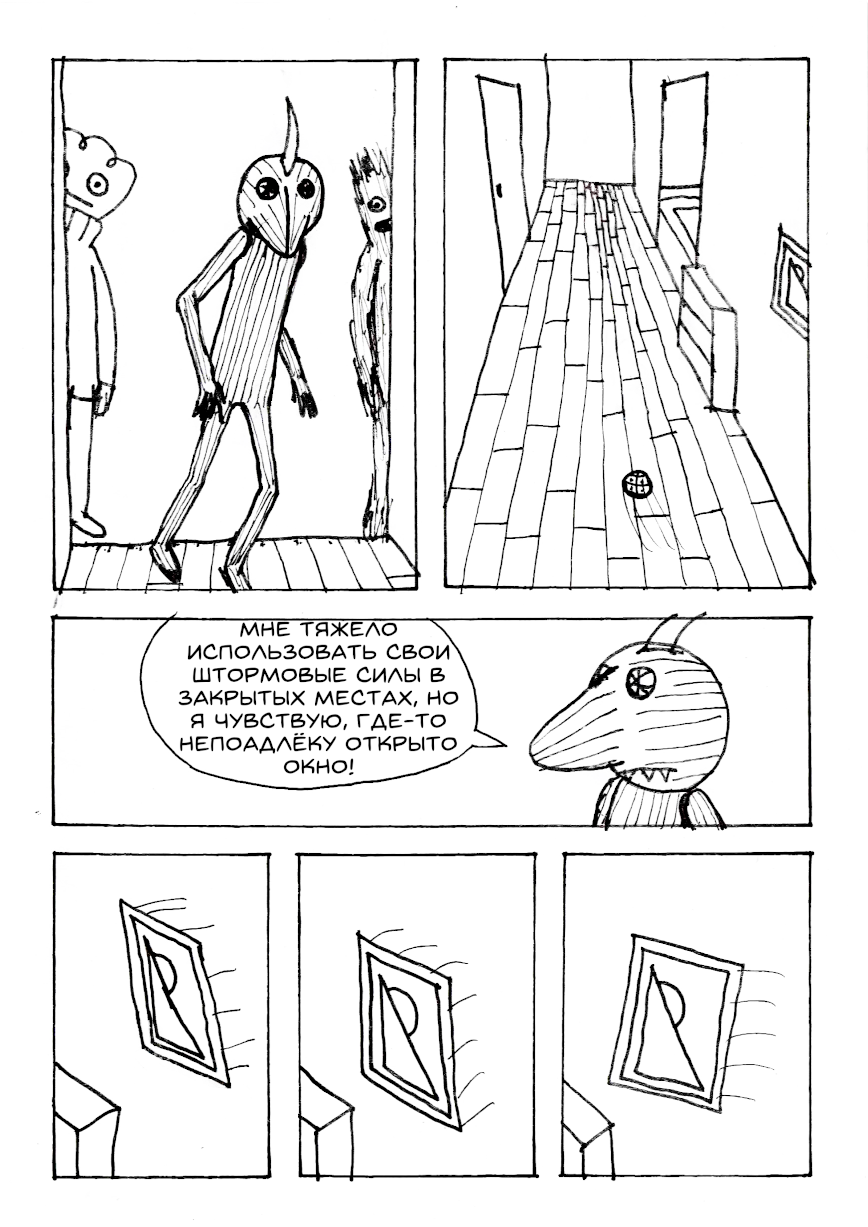 МНЕ ТЯЖЕЛО
ИСПОЛЬЗОВАТЬ СВОИ
ШТОРМОВЫЕ СИЛЫ В
ЗАКРЫТЫХ МЕСТАХ, НО
Я ЧУВСТВУЮ, ГДЕ-ТО
НЕПОАДЛЁКУ ОТКРЫТО
ОКНО!